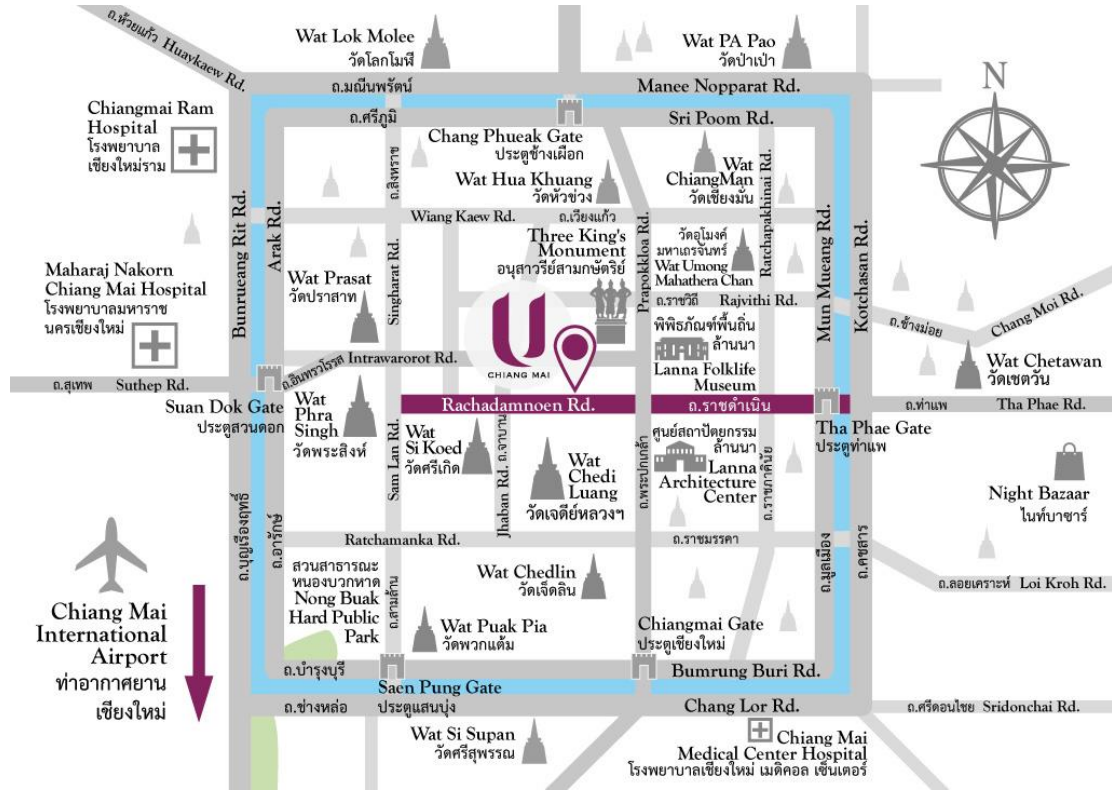 ถ.ห้วยแก้ว Huaykaew Rd.
Wat Lok Molee
วัดโลกโมฬี
Wat PA Pao
วัดป่าเป่า
N
ถ.มณีนพรัตน์
Manee Nopparat Rd.
ถ.ศรีภูมิ
Sri Poom Rd.
Chiangmai Ram
Hospital
โรงพยาบาล
เชียงใหม่ราม
Chang Phueak Gate
ประตูช้างเผือก
ถ.สิงหราช
Wat Hua Khuang
วัดหัวข่วง
Wat
ChiangMan
วัดเชียงมั่น
Ratchapakhinai Rd.
Wiang Kaew Rd.
ถ.เวียงแก้ว
Bunrueang Rit Rd.
Arak Rd.
Singharat Rd.
Prapokkloa Rd.
Mun Mueang Rd.
Kotchasan Rd.
Three King's
Monument
อนุสาวรีย์สามกษัตริย์
วัดอุโมงค์
มหาเถรจันทร์
Wat Umong
Mahathera Chan
Maharaj Nakorn
Chiang Mai Hospital
โรงพยาบาลมหาราช
นครเชียงใหม่
Wat Prasat
วัดปราสาท
ถ.ราชวิถี
Rajvithi Rd.
ถ.ช้างม่อย
Chang Moi Rd.
CHIANG MAI
พิพิธภัณฑ์พื้นถิ่น
ล้านนา
Lanna Folklife
Museum
Wat Chetawan
วัดเชตวัน
ถ.อินทรวโรรส
Intrawarorot Rd.
ถ.สุเทพ
Suthep Rd.
Suan Dok Gate
ประตูสวนดอก
Rachadamnoen Rd.
ถ.ราชดำเนิน
ถ.ท่าแพ
Tha Phae Rd.
Tha Phae Gate
ประตูท่าแพ
Wat
Phra
Singh
วัดพระสิงห์
Sam Lan Rd.
Wat
Si Koed
วัดศรีเกิด
ถ.จาบาน
Jhaban Rd.
Wat
Chedi
Luang
วัดเจดีย์หลวงฯ
ถ.พระปกเกล้า
ศูนย์สถาปัตยกรรม
ล้านนา
Lanna
Architecture
Center
ถ.ราชภาคินัย
Night Bazaar
ไนท์บาซาร์
ถ.บุญเรืองฤทธิ์
ถ.อารักษ์
Ratchamanka Rd.
ถ.ราชมรรคา
ถ.มูลเมือง
ถ.คชสาร
สวนสาธารณะ
หนองบวกหาด
Nong Buak
Hard Public
Park
ถ.สามล้าน
Wat Chedlin
วัดเจ็ดลิน
ถ.ลอยเคราะห์
Loi Kroh Rd.
Chiang Mai
International
Airport
ท่าอากาศยาน
เชียงใหม่
Wat Puak Pia
วัดพวกแต้ม
Chiangmai Gate
ประตูเชียงใหม่
ถ.บำรุงบุรี
Bumrung Buri Rd.
Saen Pung Gate
ประตูแสนปุง
ถ.ช่างหล่อ
Chang Lor Rd.
ถ.ศรีดอนไชย
Sridonchai Rd.
Wat Si Supan
วัดศรีสุพรรณ
Chiang Mai
Medical Center Hospital
โรงพยาบาลเชียงใหม่ เมดิคอล เซ็นเตอร์